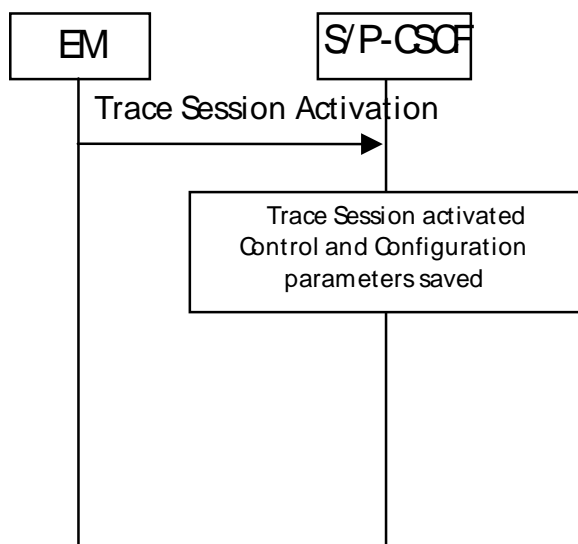 EM
S/P-CSCF
Trace Session Activation
Trace Session activated
Control and Configuration
parameters saved